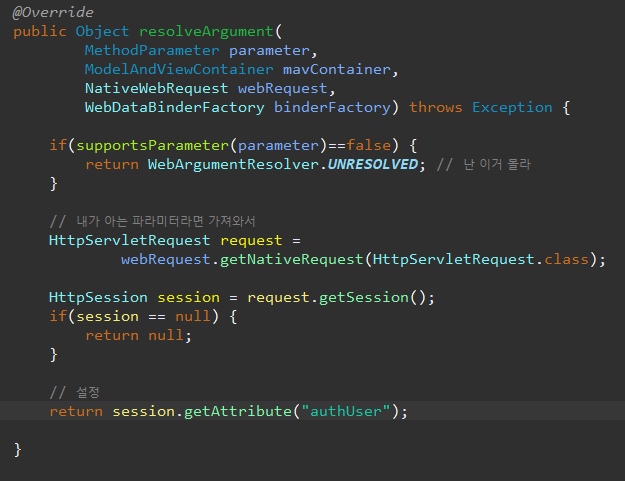 @Override
public Object resolveArgument(
MethodParameter parameter,
ModelAndViewContainer mavContainer,
NativeWebRequest webRequest,
WebDataBinderFactory binderFactory) throws Exception {
if(supportsParameter(parameter)==false) {
return WebArgumentResolver.UNRESOLVED; // 난 이거 몰라
}
// 내가 아는 파라미터라면 가져와서
HttpServletRequest request =
webRequest.getNativeRequest(HttpServletRequest.class);
HttpSession session = request.getSession();
if(session == null) {
return null;
}
// 설정
return session.getAttribute("authUser");
}